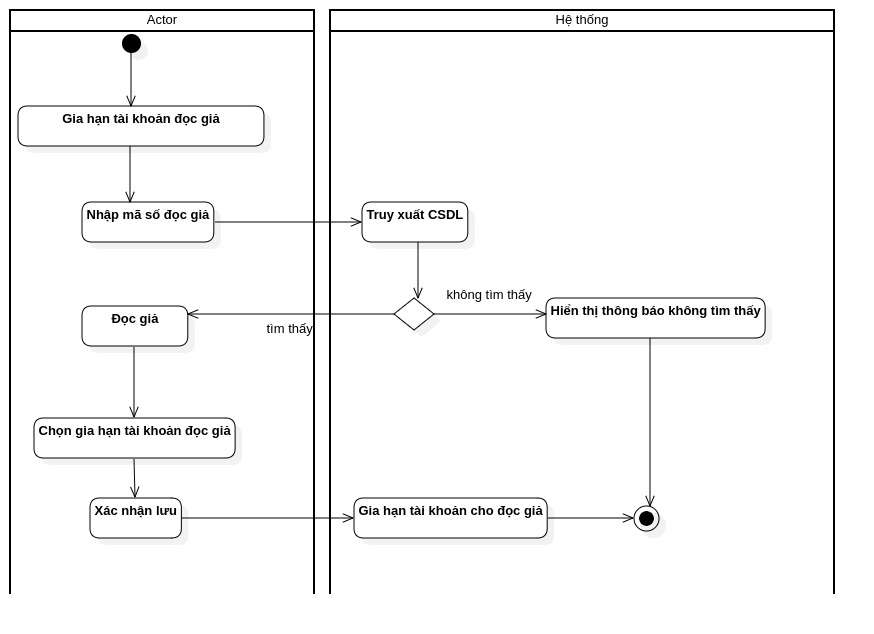 Actor
Hệ thống
Gia hạn tài khoản đọc giả
Nhập mã số đọc giả
Truy xuất CSDL
không tìm thấy
Hiển thị thông báo không tìm thấy
Đọc giả
tìm thấy
Chọn gia hạn tài khoản đọc giả
Xác nhận lưu
Gia hạn tài khoản cho đọc giả